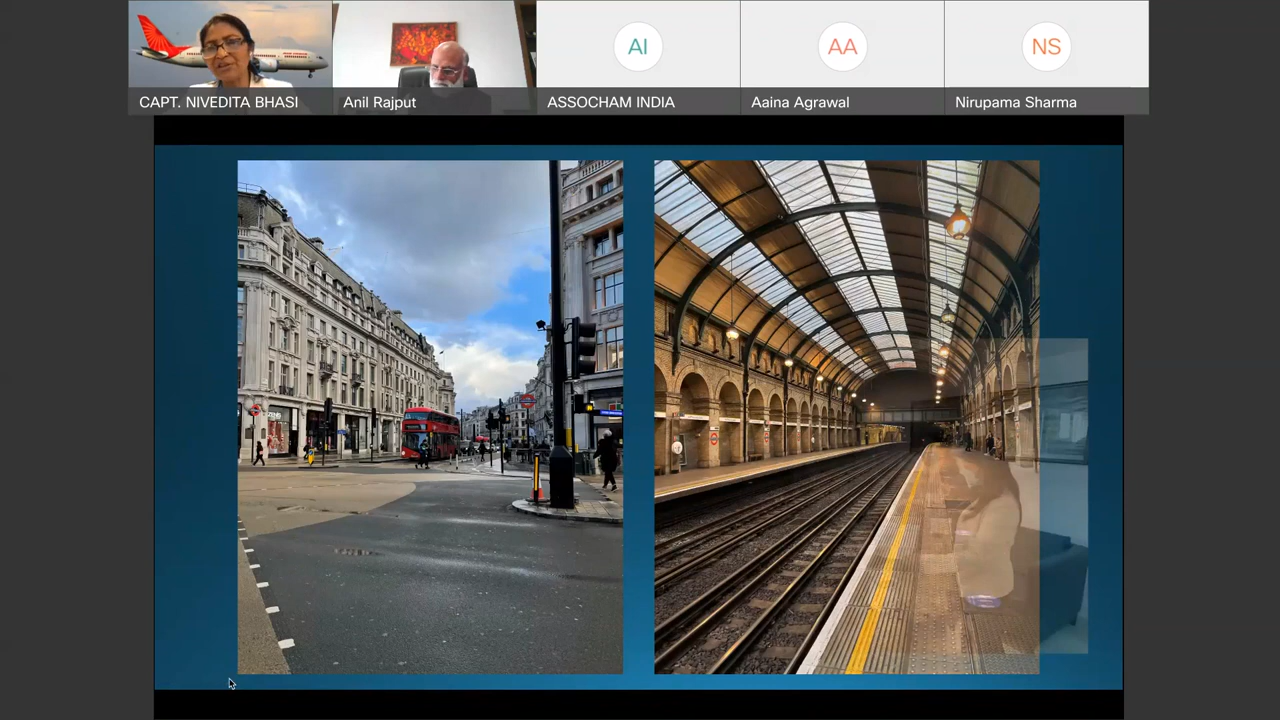 AI
AA
NS
CAPT. NIVEDITA BHASI
Anil Rajput
ASSOCHAM INDIA
Aaina Agrawal
Nirupama Sharma